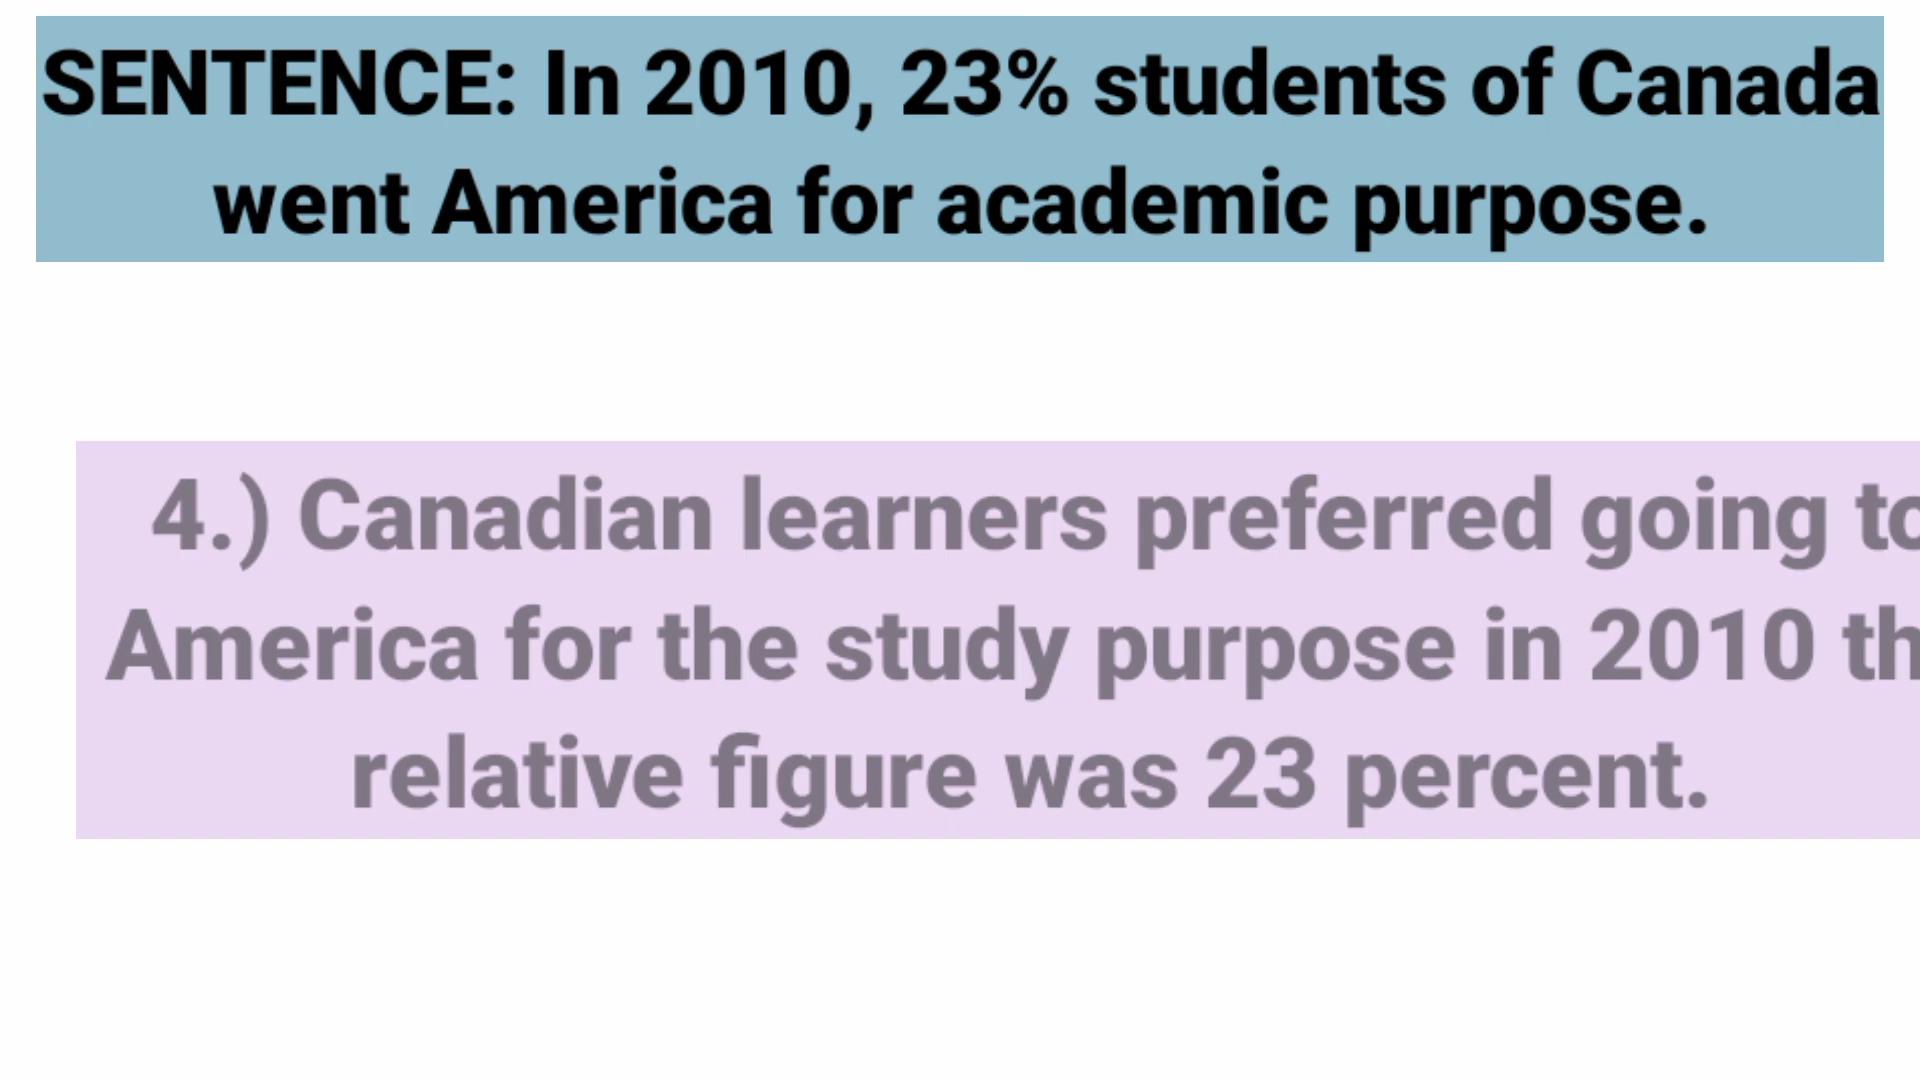 SENTENCE: In 2010, 23% students of Canada
went America for academic purpose.
4.) Canadian learners preferred going to
America for the study purpose in 2010
relative figure was 23 percent.